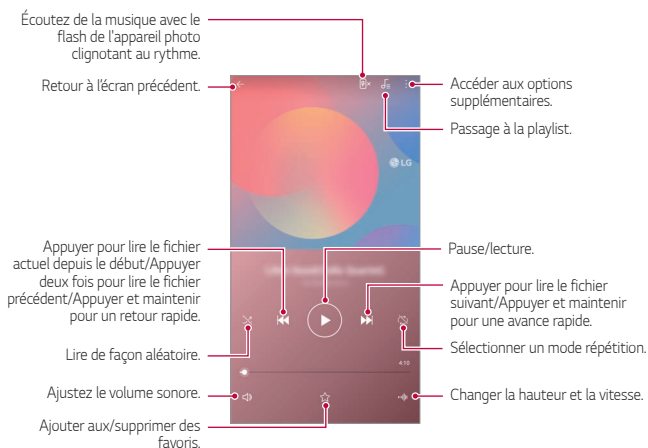 Écoutez de la musique avec le
flash de l'appareil photo
clignotant au rythme.
Retour à l'écran précédent.
Accéder aux options
supplémentaires.
Passage à la playlist.
LG
Appuyer pour lire le fichier
actuel depuis le début/Appuyer
deux fois pour lire le fichier
précédent/Appuyer et maintenir
pour un retour rapide.
Pause/lecture.
Appuyer pour lire le fichier
suivant/Appuyer et maintenir
pour une avance rapide.
Lire de façon aléatoire.
Sélectionner un mode répétition.
4:10
Ajustez le volume sonore.
Changer la hauteur et la vitesse.
Ajouter aux/supprimer des
favoris.